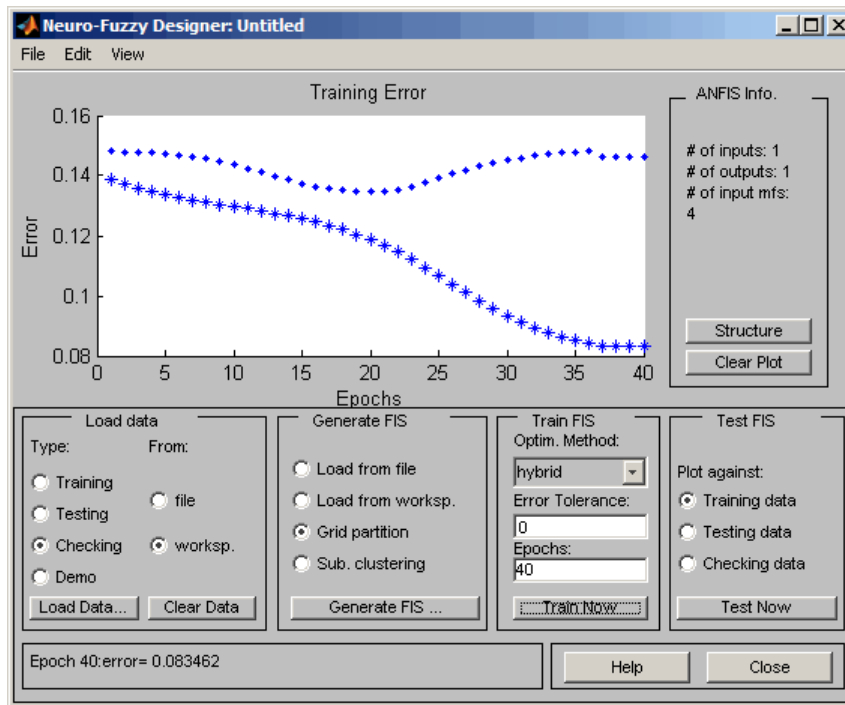 Neuro-Fuzzy Designer: Untitled
File Edit View
Training Error
0.16
0.14
0.12
0.1
0.08
Error
0 5 10 15 20 25 30 35 40
Epochs
ANFIS Info.
# of inputs: 1
# of outputs: 1
# of input mfs:
4
Structure
Clear Plot
Load data
Type: From:
Training
Testing
Checking
Demo
file
worksp.
Load Data... Clear Data
Generate FIS
Load from file
Load from worksp.
Grid partition
Sub. clustering
Generate FIS ...
Train FIS
Optim. Method:
hybrid
Error Tolerance:
0
Epochs:
40
Train Now
Test FIS
Plot against:
Training data
Testing data
Checking data
Test Now
Epoch 40:error= 0.083462
Help Close